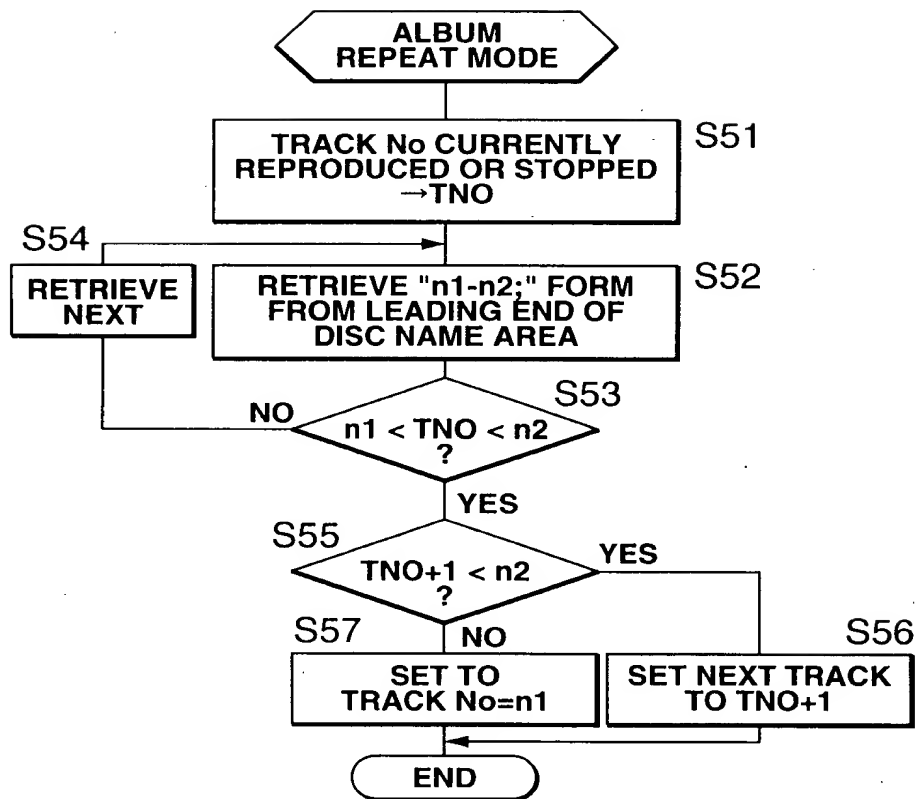 ALBUM
REPEAT MODE
S51
TRACK No CURRENTLY
REPRODUCED OR STOPPED
→TNO
S54
RETRIEVE
NEXT
S52
RETRIEVE "n1-n2;" FORM
FROM LEADING END OF
DISC NAME AREA
S53
NO
n1 < TNO < n2
?
YES
S55
YES
TNO+1 < n2
?
S57
NO
S56
SET TO
TRACK No=n1
SET NEXT TRACK
TO TNO+1
END